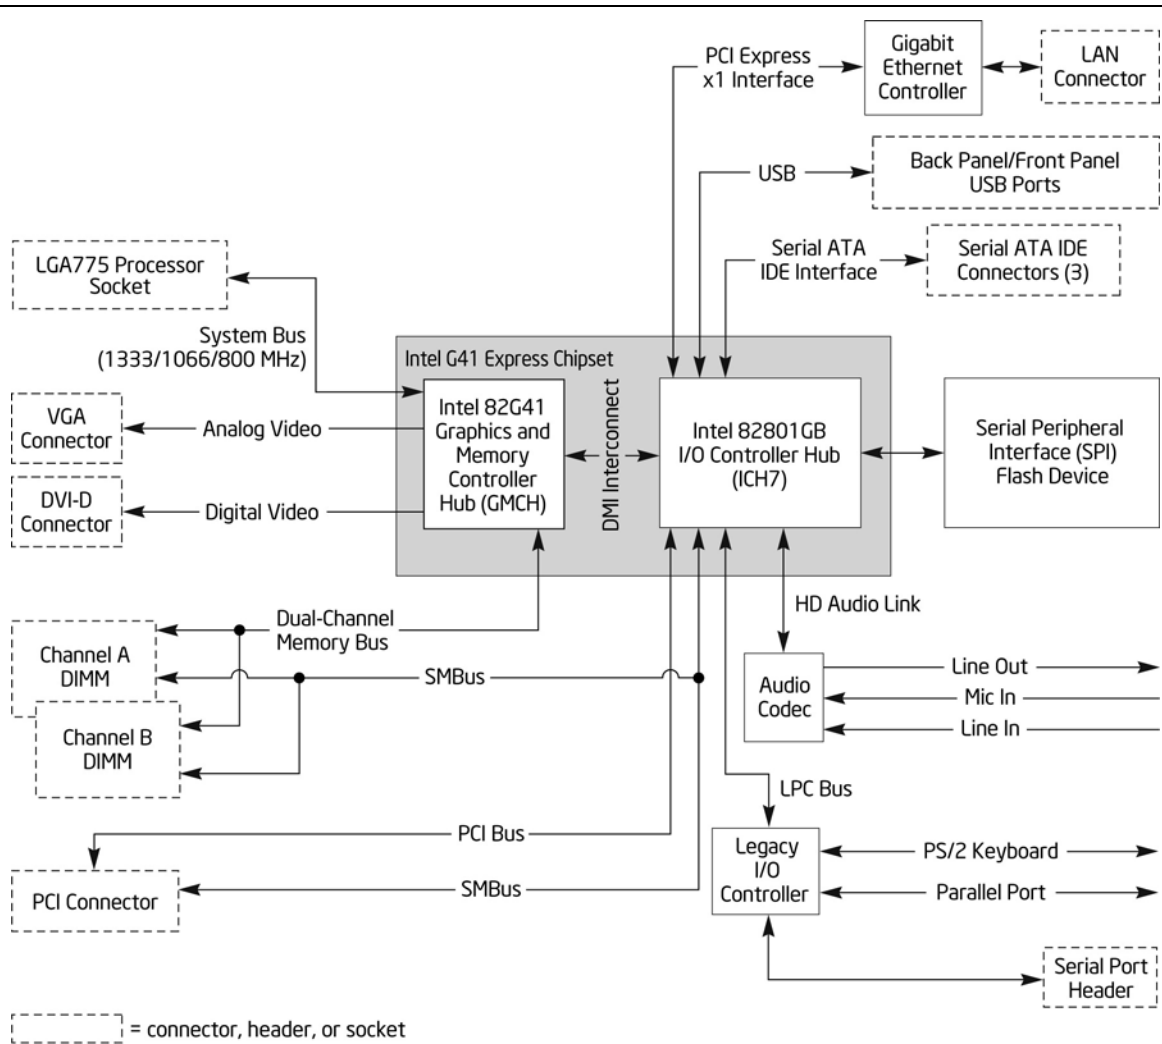 PCI Express
x1 Interface
Gigabit
Ethernet
Controller
LAN
Connector
USB
Back Panel/Front Panel
USB Ports
Serial ATA
IDE Interface
Serial ATA IDE
Connectors (3)
LGA775 Processor
Socket
System Bus
(1333/1066/800 MHz)
Intel G41 Express Chipset
VGA
Connector
Analog Video
Intel 82G41
Graphics and
Memory
Controller
Hub (GMCH)
DMI Interconnect
Intel 82801GB
I/O Controller Hub
(ICH7)
Serial Peripheral
Interface (SPI)
Flash Device
DVI-D
Connector
Digital Video
Dual-Channel
Memory Bus
HD Audio Link
Channel A
DIMM
SMBus
Audio
Codec
Line Out
Mic In
Line In
Channel B
DIMM
LPC Bus
PCI Bus
Legacy
I/O
Controller
PS/2 Keyboard
Parallel Port
PCI Connector
SMBus
Serial Port
Header
= connector, header, or socket